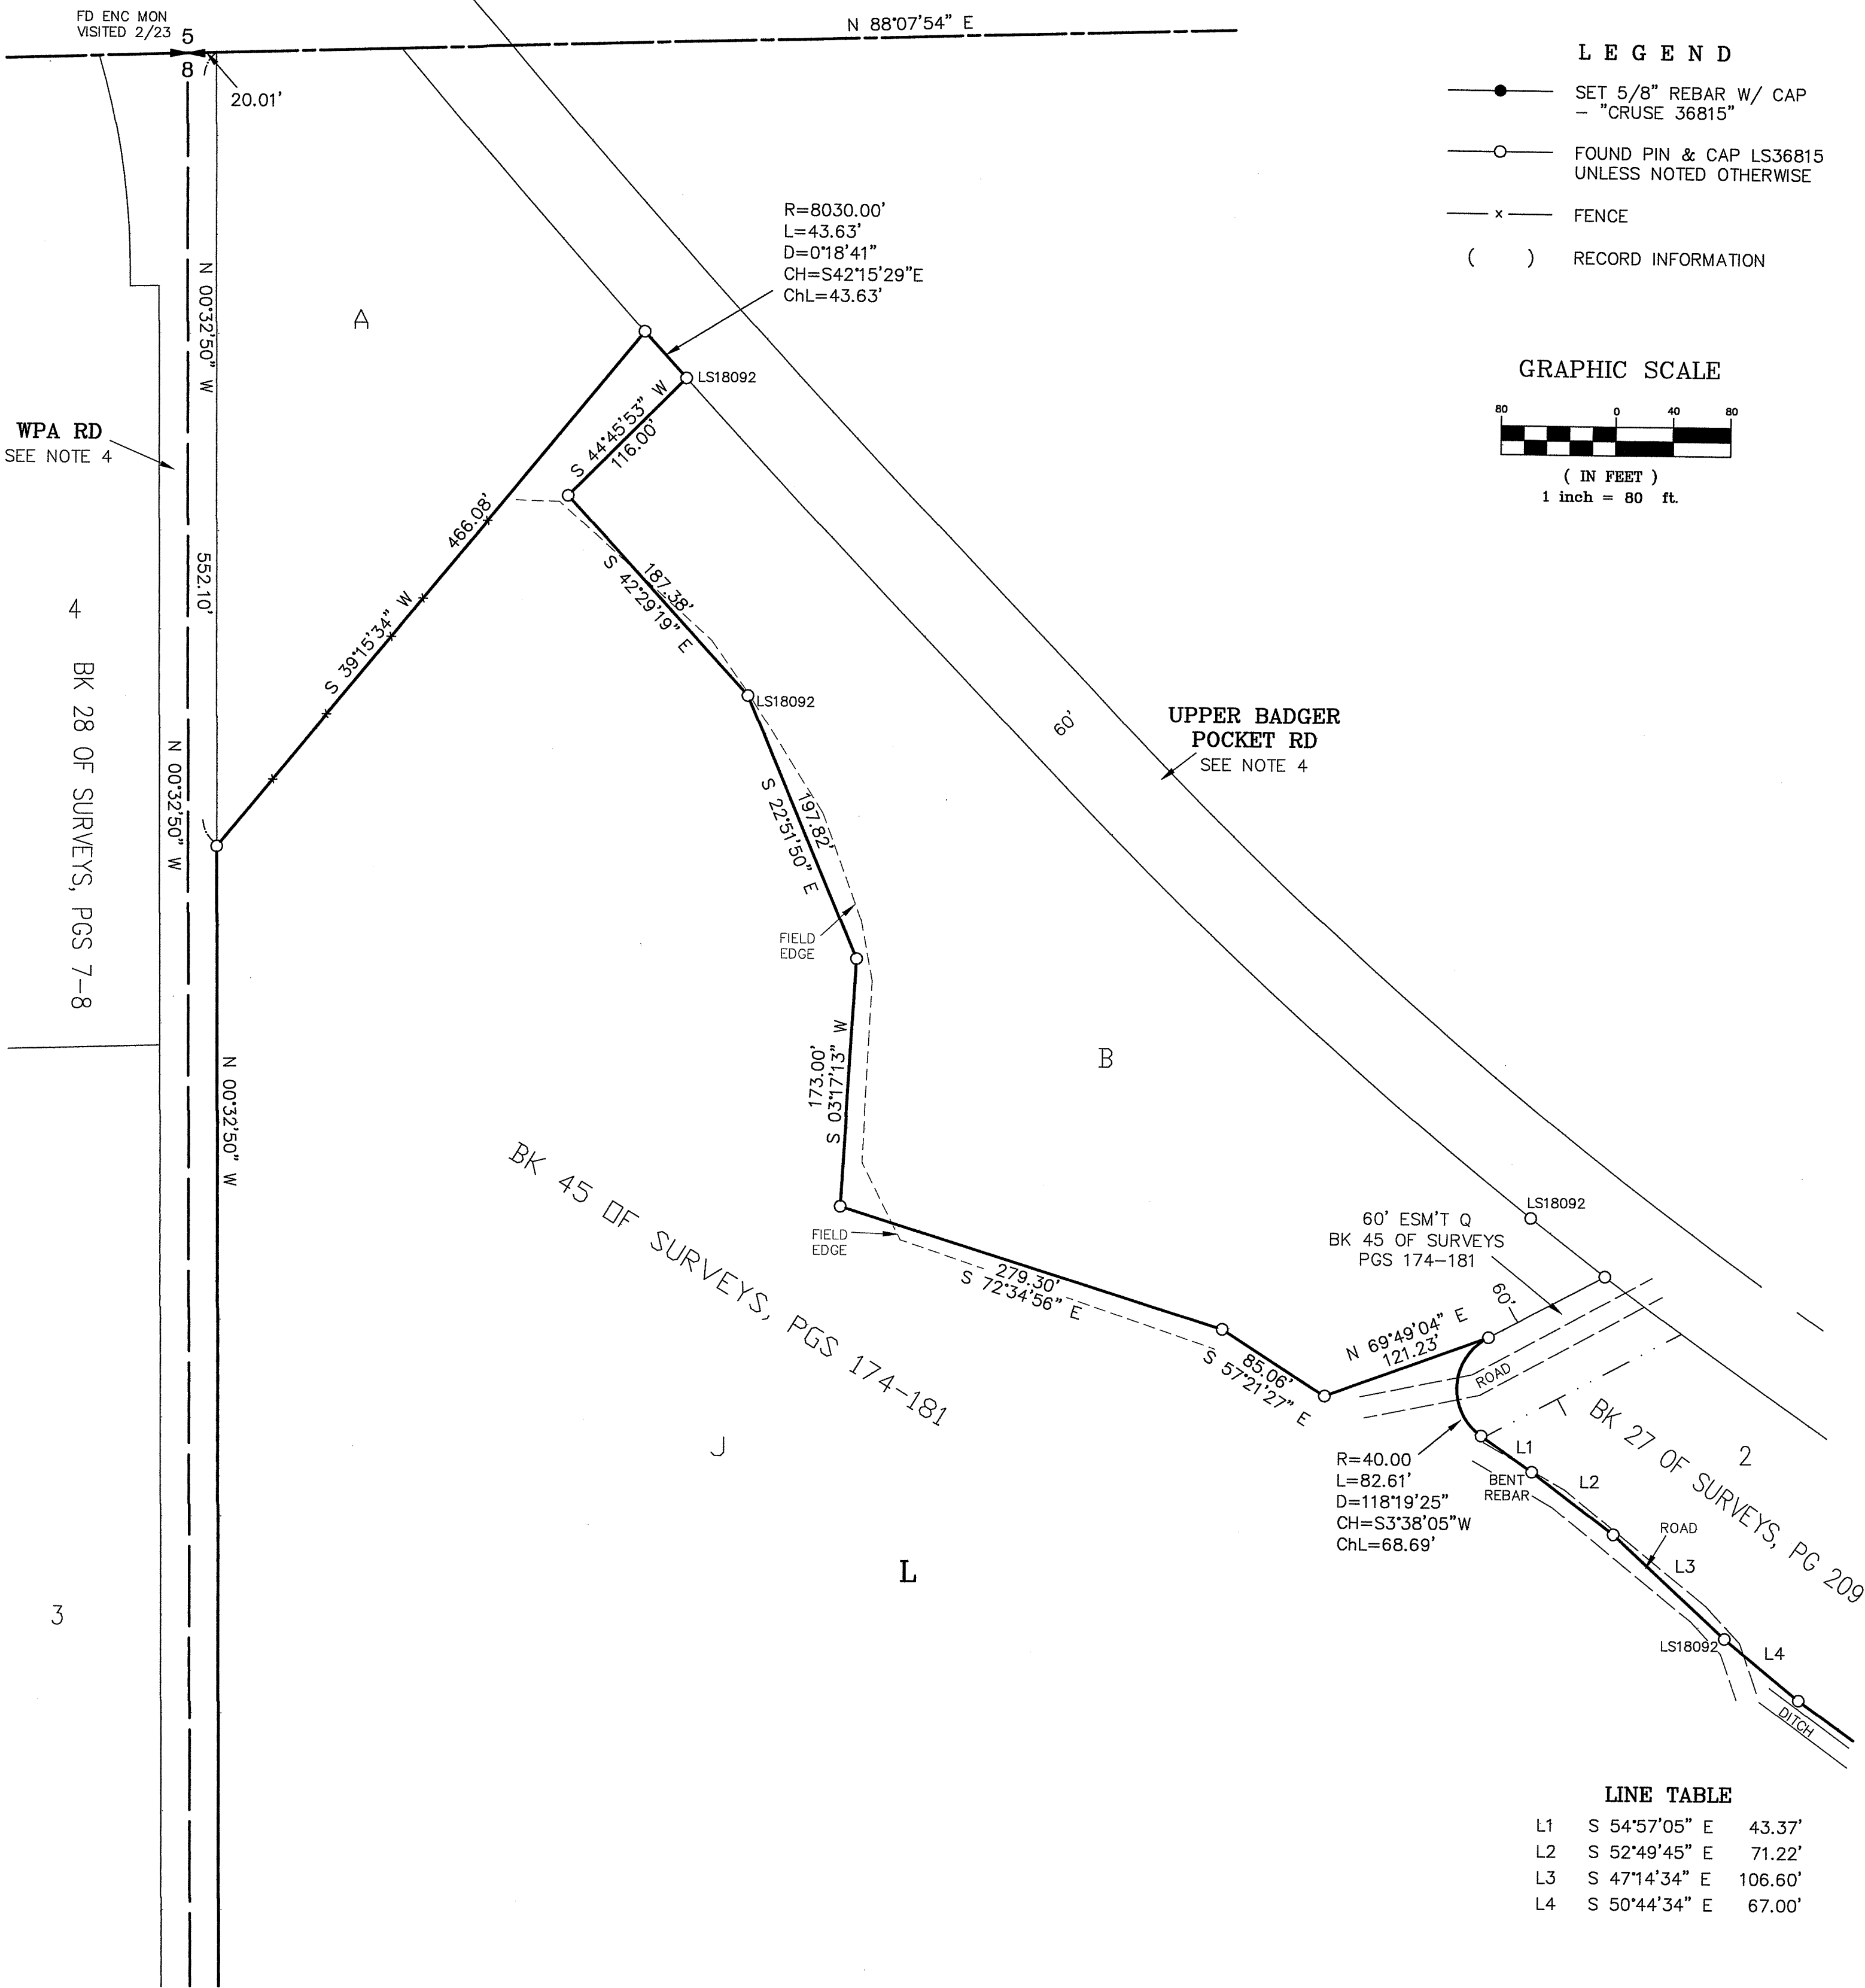 FD ENC MON
VISITED 2/23
5
8
N 88°07'54" E
20.01'
L E G E N D
SET 5/8" REBAR W/ CAP
– "CRUSE 36815"
FOUND PIN & CAP LS36815
UNLESS NOTED OTHERWISE
x FENCE
( ) RECORD INFORMATION
GRAPHIC SCALE
80 0 40 80
( IN FEET )
1 inch = 80 ft.
R=8030.00'
L=43.63'
D=0°18'41"
CH=S42°15'29"E
ChL=43.63'
N 00°32'50" W
A
LS18092
S 44°45'53" W
116.00'
WPA RD
SEE NOTE 4
466.08'
S 39°15'34" W
552.10'
187.38'
S 42°29'19" E
4
BK 28 OF SURVEYS, PGS 7–8
LS18092
60'
UPPER BADGER
POCKET RD
SEE NOTE 4
N 00°32'50" W
197.82'
S 22°51'50" E
FIELD
EDGE
173.00'
S 03°17'13" W
B
N 00°32'50" W
BK 45 OF SURVEYS, PGS 174–181
FIELD
EDGE
279.30'
S 72°34'56" E
LS18092
60' ESM'T Q
BK 45 OF SURVEYS
PGS 174–181
60'
N 69°49'04" E
121.23'
85.06'
S 57°21'27" E
ROAD
J
R=40.00
L=82.61'
D=118°19'25"
CH=S3°38'05"W
ChL=68.69'
L1
BENT
REBAR
L2
2
BK 27 OF SURVEYS, PG 209
ROAD
L3
L
3
LS18092
L4
DITCH
LINE TABLE
L1 S 54°57'05" E 43.37'
L2 S 52°49'45" E 71.22'
L3 S 47°14'34" E 106.60'
L4 S 50°44'34" E 67.00'